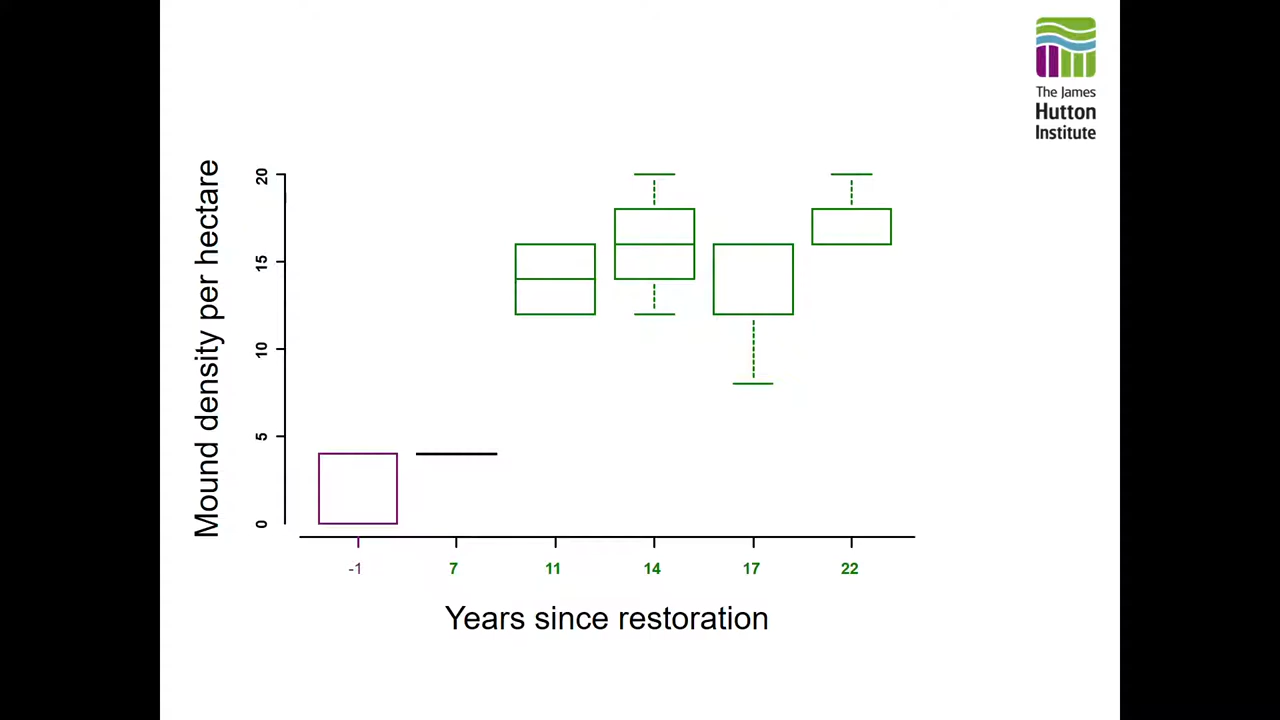 The James
Hutton
Institute
Mound density per hectare
20
15
10
5
0
-1 7 11 14 17 22
Years since restoration